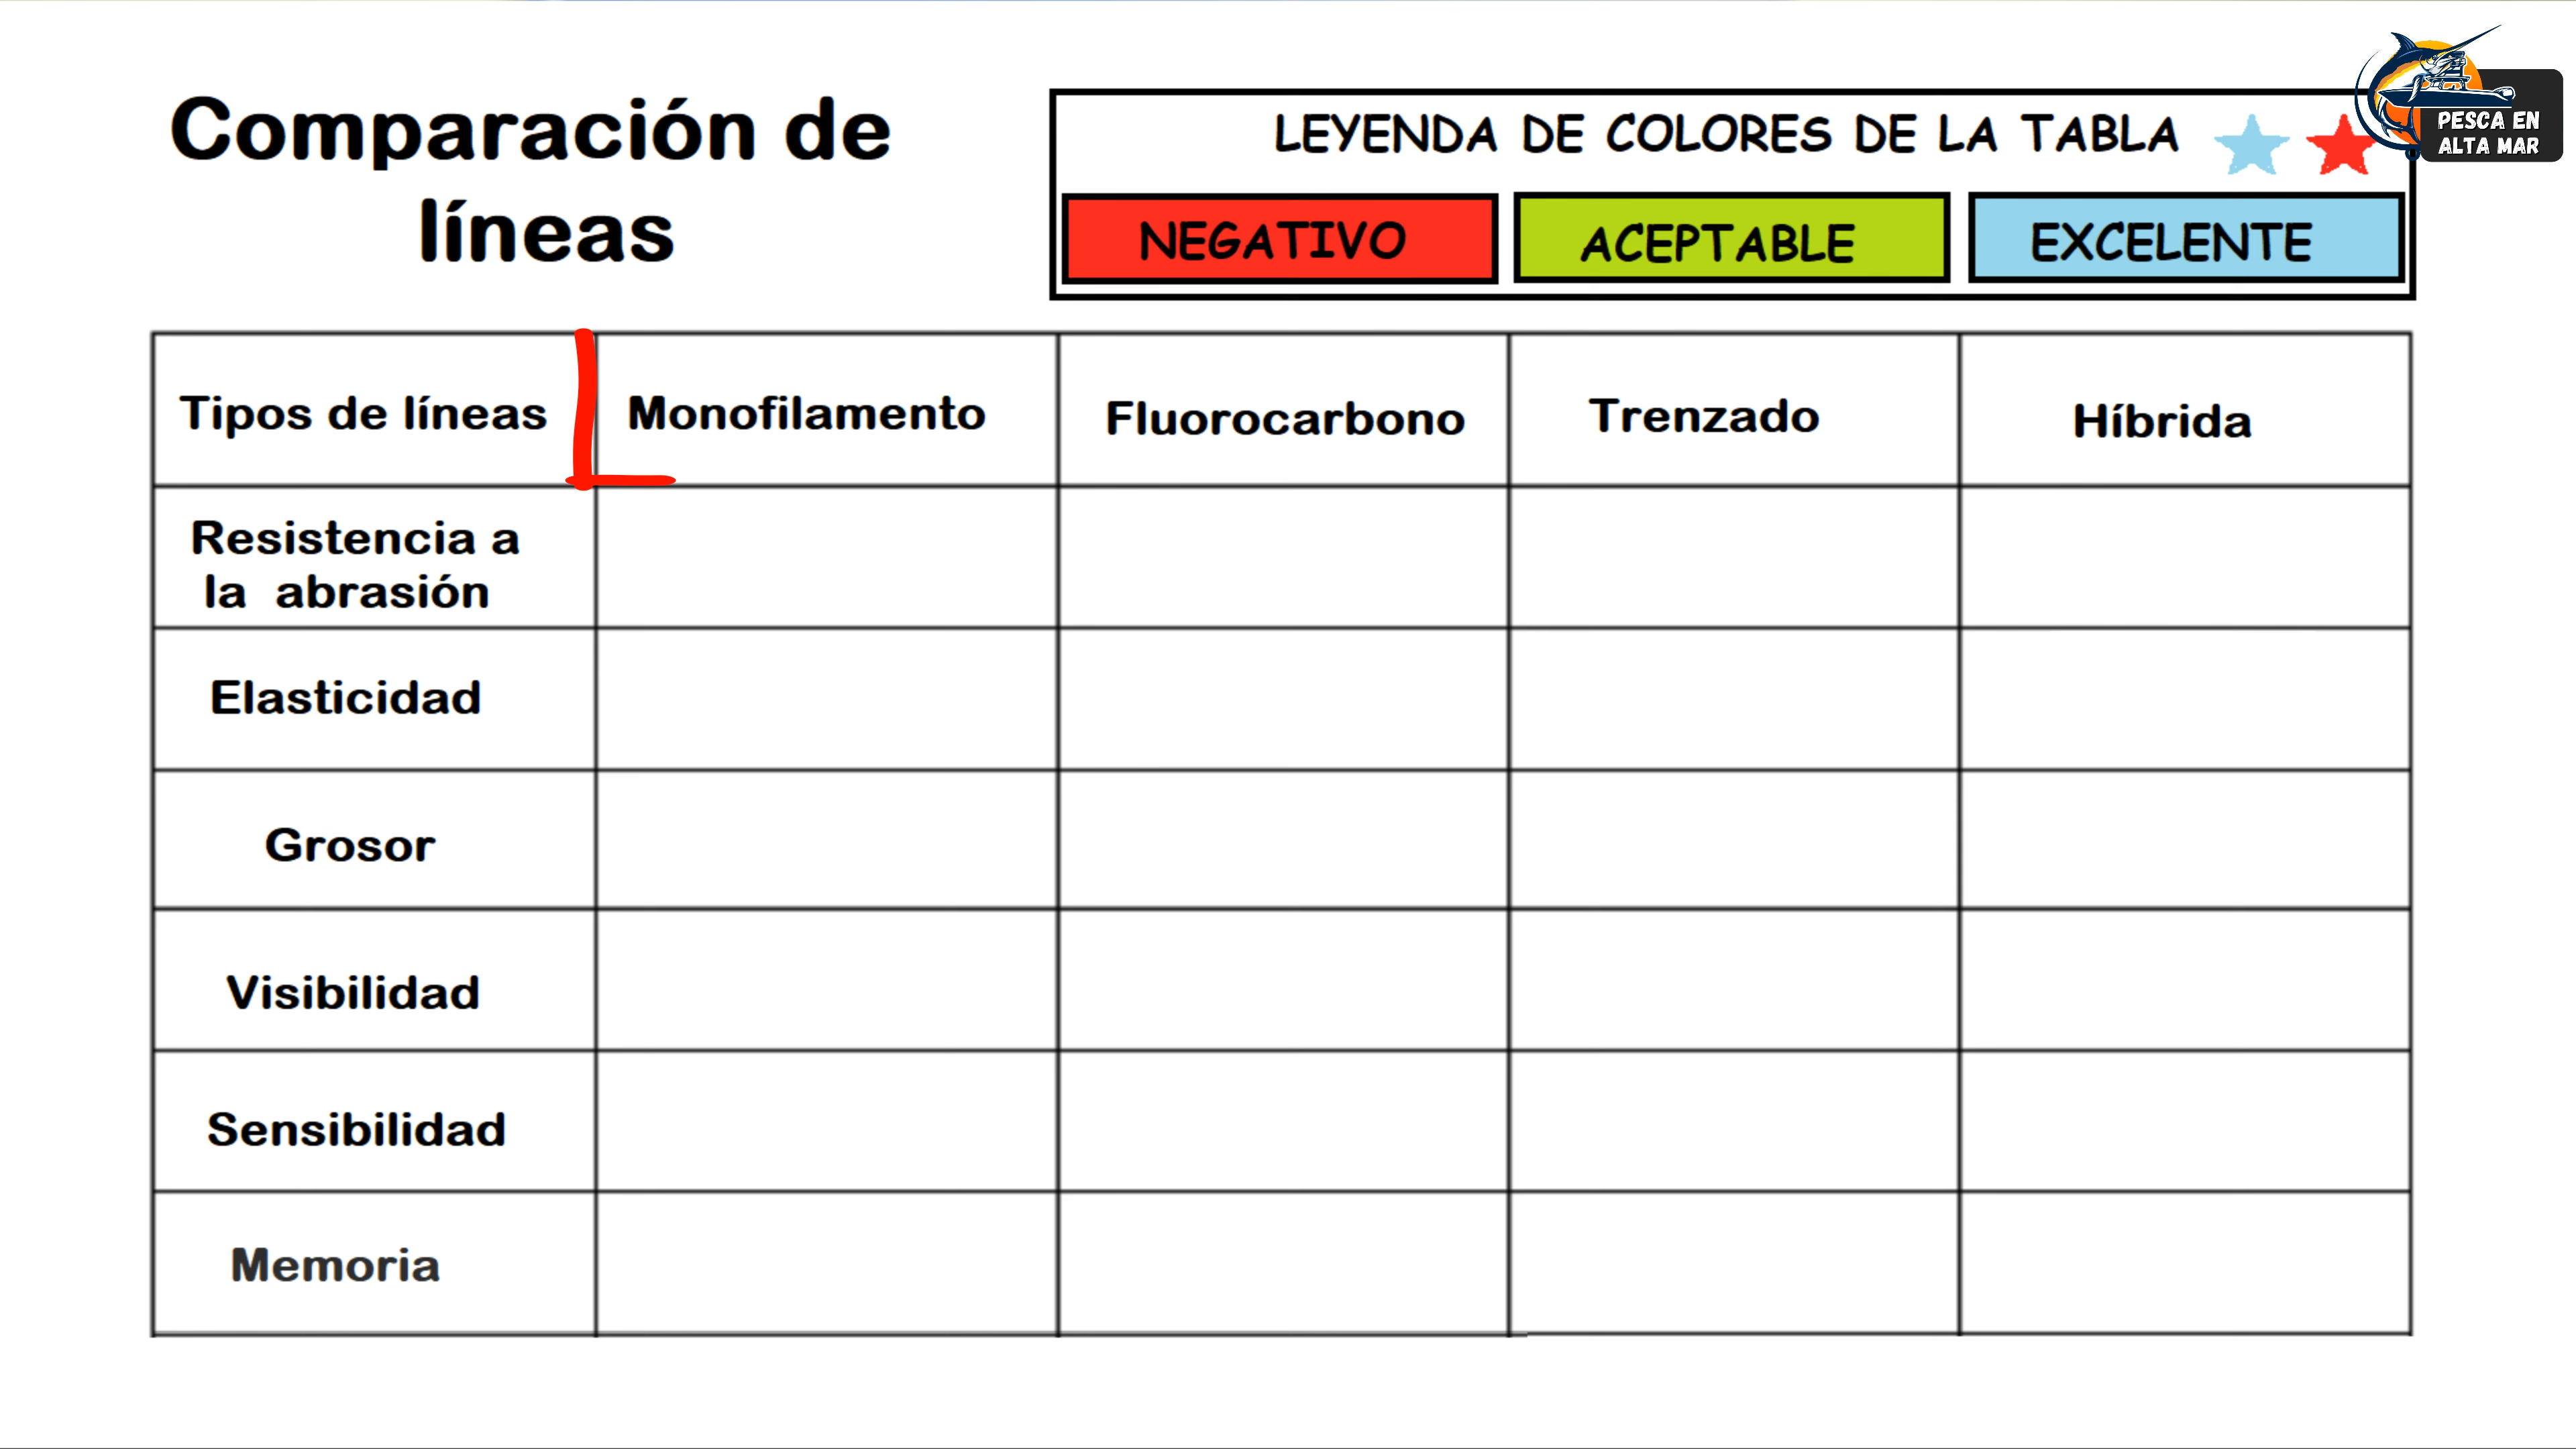 Comparación de
líneas
LEYENDA DE COLORES DE LA TABLA
NEGATIVO
ACEPTABLE
EXCELENTE
PESCA EN
ALTA MAR
Tipos de líneas
Monofilamento
Fluorocarbono
Trenzado
Híbrida
Resistencia a
la abrasión
Elasticidad
Grosor
Visibilidad
Sensibilidad
Memoria